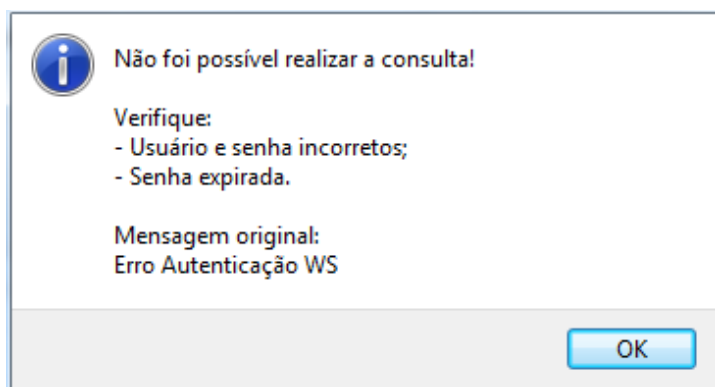 Não foi possível realizar a consulta!
Verifique:
- Usuário e senha incorretos;
- Senha expirada.
Mensagem original:
Erro Autenticação WS
OK